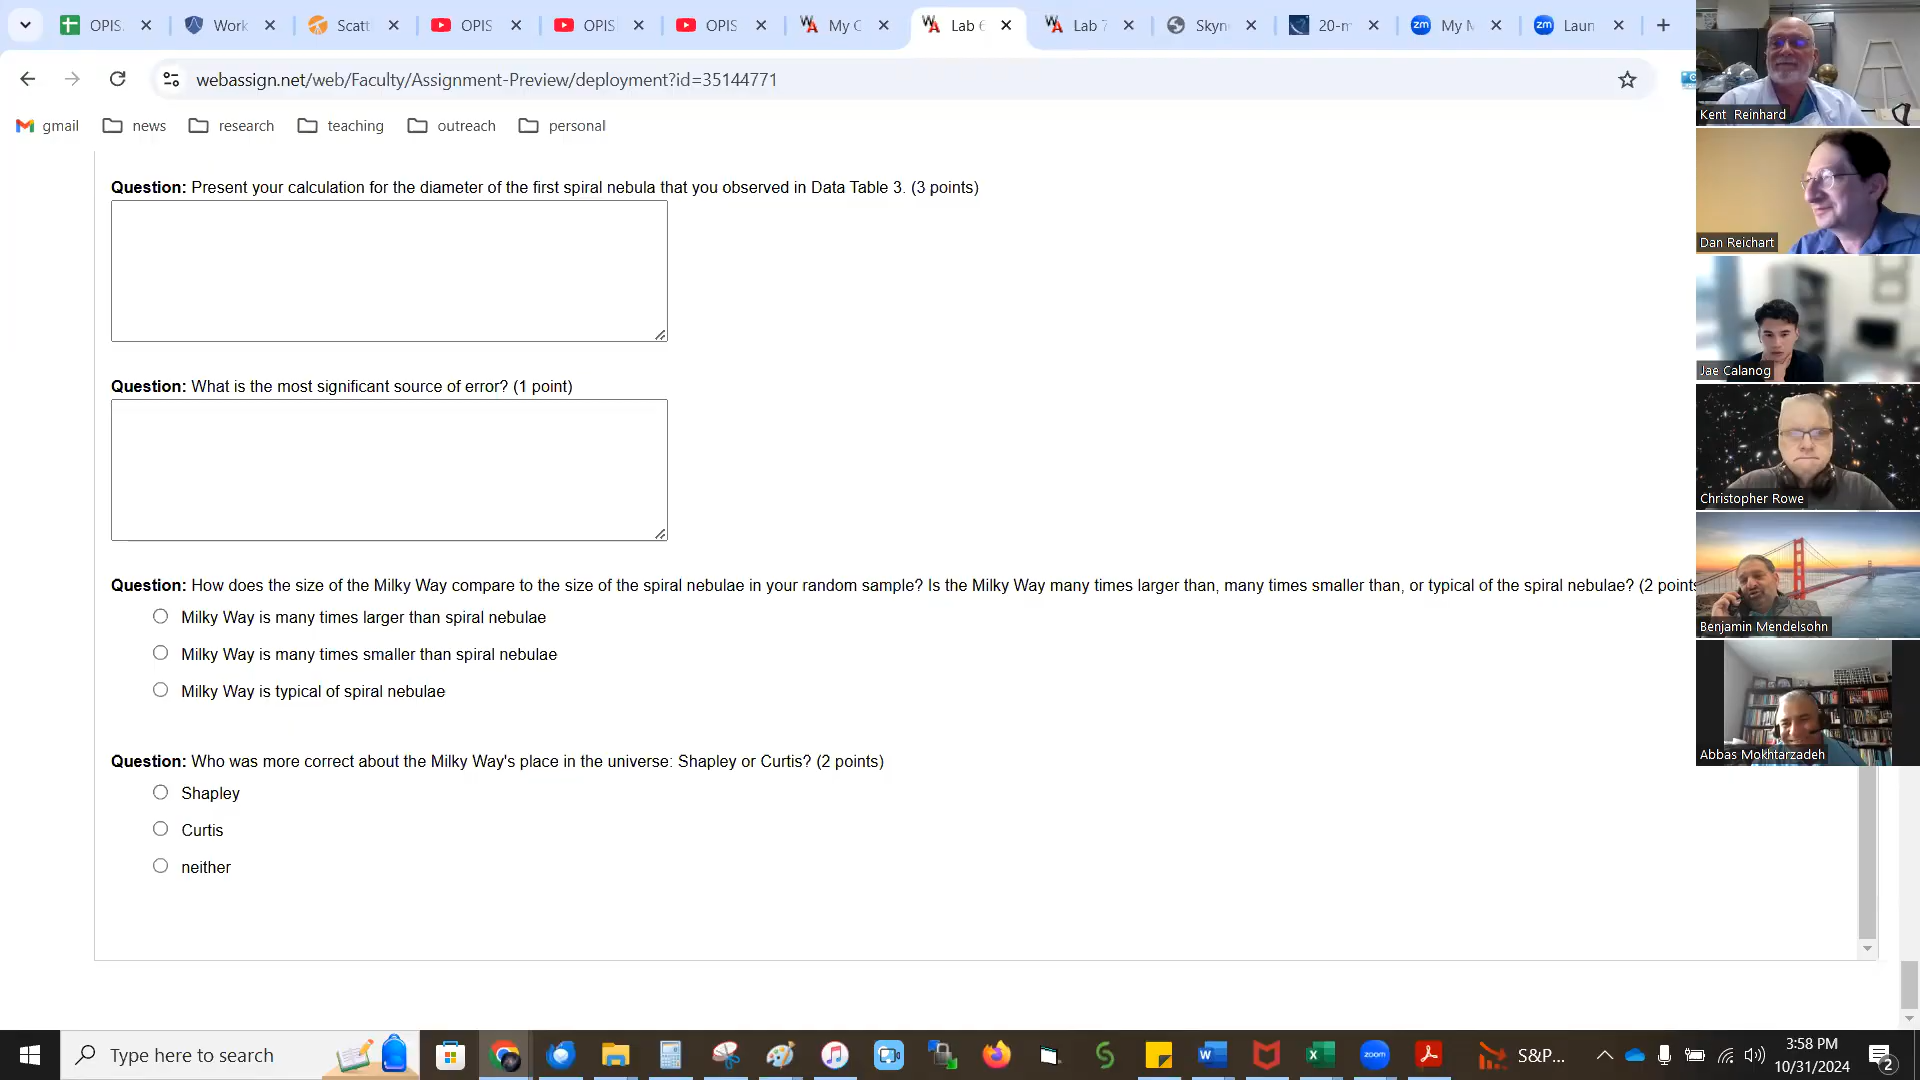 OPIS
Work
Scatt
OPIS
OPIS
OPIS
My C
Lab 6
Lab 7
Skyn
20-m
My M
Laun
webassign.net/web/Faculty/Assignment-Preview/deployment?id=35144771
gmail
news
research
teaching
outreach
personal
Question: Present your calculation for the diameter of the first spiral nebula that you observed in Data Table 3. (3 points)
Question: What is the most significant source of error? (1 point)
Question: How does the size of the Milky Way compare to the size of the spiral nebulae in your random sample? Is the Milky Way many times larger than, many times smaller than, or typical of the spiral nebulae? (2 points
Milky Way is many times larger than spiral nebulae
Milky Way is many times smaller than spiral nebulae
Milky Way is typical of spiral nebulae
Question: Who was more correct about the Milky Way's place in the universe: Shapley or Curtis? (2 points)
Shapley
Curtis
neither
Kent Reinhard
Dan Reichart
Jae Calanog
Christopher Rowe
Benjamin Mendelsohn
Abbas Mokhtarzadeh
Type here to search
zoom
S&P...
3:58 PM
10/31/2024
2